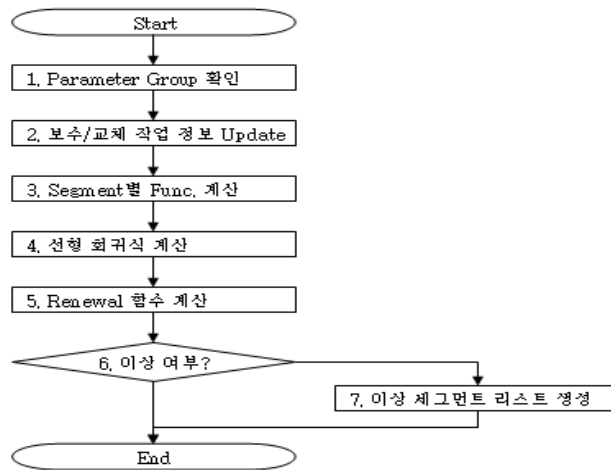 Start
1. Parameter Group 확인
2. 보수/교체 작업 정보 Update
3. Segment별 Func. 계산
4. 선형 회귀식 계산
5. Renewal 함수 계산
6. 이상 여부?
7. 이상 세그먼트 리스트 생성
End